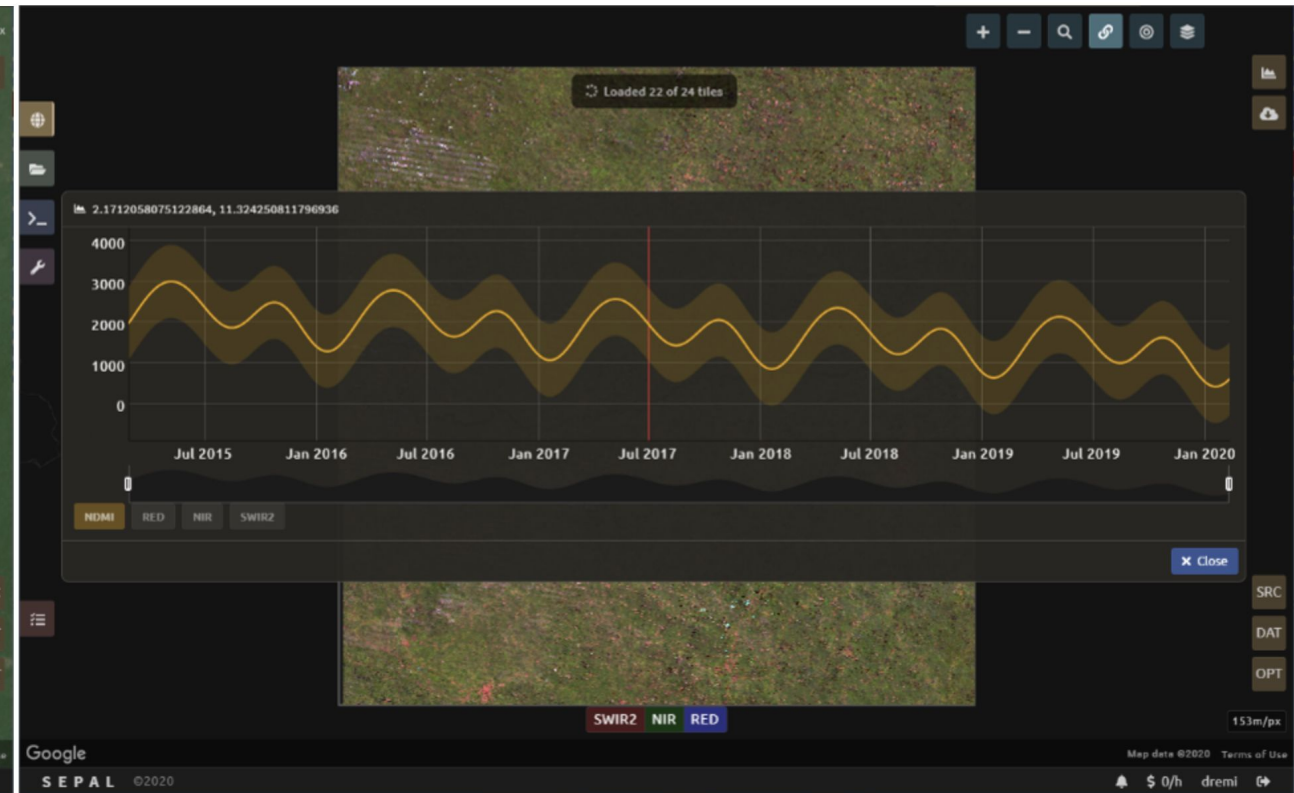 Loaded 22 of 24 tiles
2.1712058075122864, 11.324250811796936
4000
3000
2000
1000
0
Jul 2015 Jan 2016 Jul 2016 Jan 2017 Jul 2017 Jan 2018 Jul 2018 Jan 2019 Jul 2019 Jan 2020
NDMI RED NIR SWIR2
× Close
SRC
DAT
OPT
SWIR2 NIR RED
153m/px
Google
Map data ©2020 Terms of Use
SEPAL ©2020
$ 0/h dremi